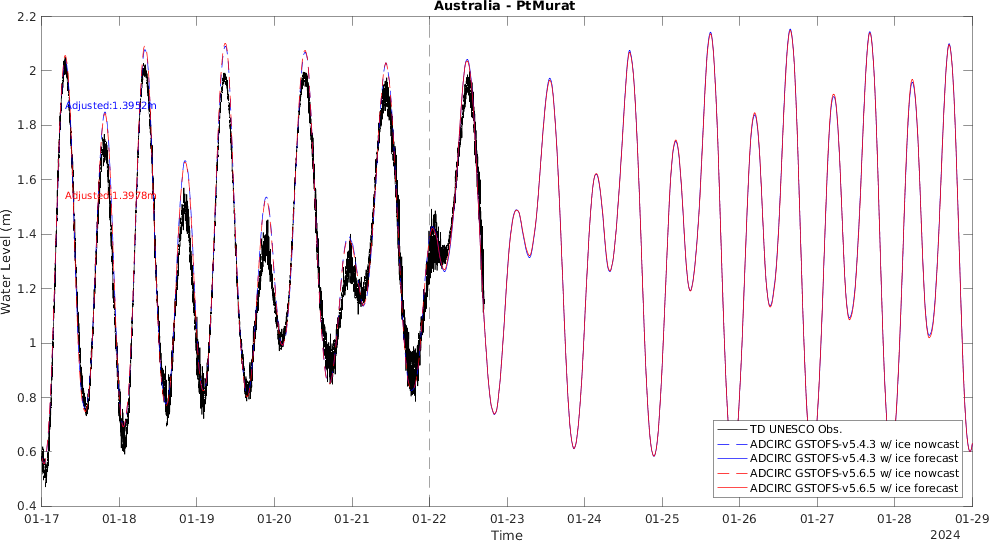 Australia - PtMurat
2.2
2
1.8
1.6
1.4
1.2
1
0.8
0.6
0.4
Water Level (m)
Adjusted:1.3952m
Adjusted:1.3978m
TD UNESCO Obs.
ADCIRC GSTOFS-v5.4.3 w/ ice nowcast
ADCIRC GSTOFS-v5.4.3 w/ ice forecast
ADCIRC GSTOFS-v5.6.5 w/ ice nowcast
ADCIRC GSTOFS-v5.6.5 w/ ice forecast
01-17 01-18 01-19 01-20 01-21 01-22 01-23 01-24 01-25 01-26 01-27 01-28 01-29
Time
2024